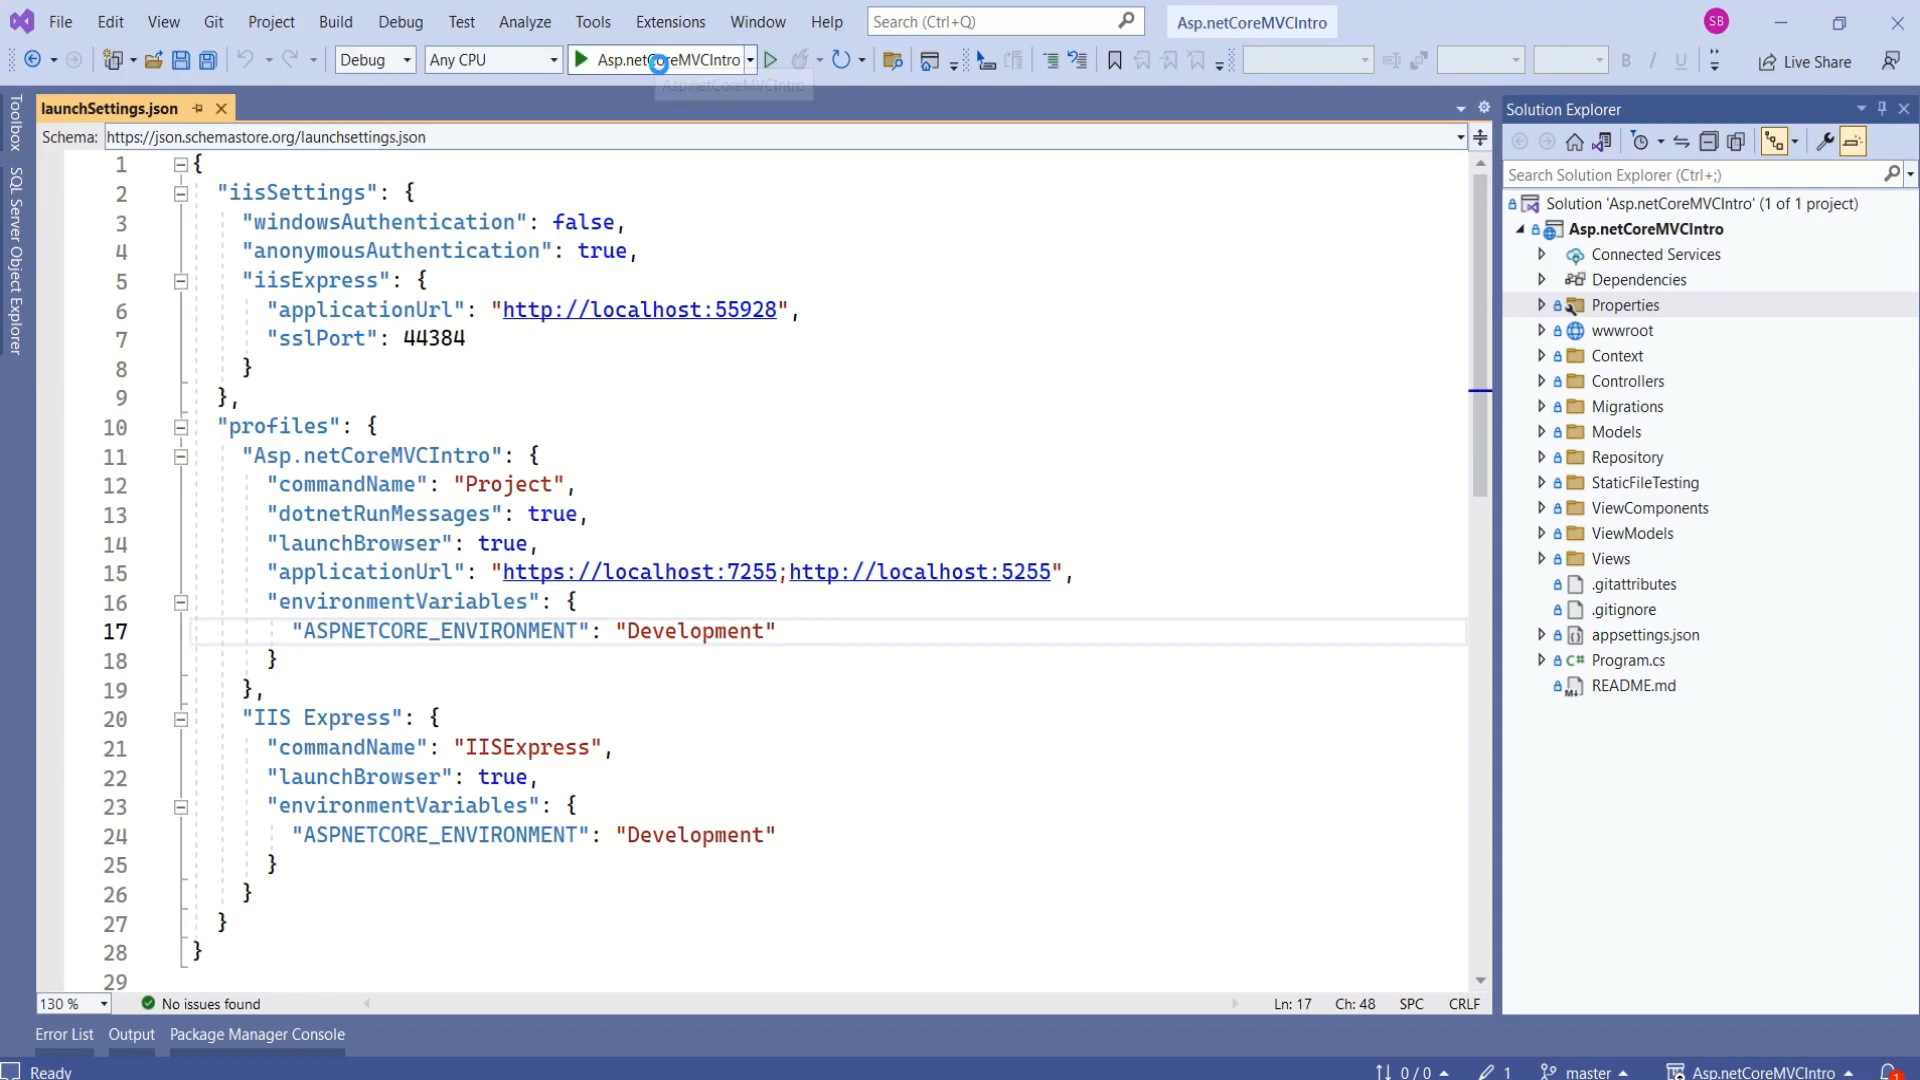 File Edit View Git Project Build Debug Test Analyze Tools Extensions Window Help Search (Ctrl+Q) Asp.netCoreMVCIntro SB
Debug Any CPU Asp.netCoreMVCIntro B I U Live Share
Asp.netCoreMVCIntro
launchSettings.json
Schema: https://json.schemastore.org/launchsettings.json
Toolbox
SQL Server Object Explorer
1 {
2 "iisSettings": {
3 "windowsAuthentication": false,
4 "anonymousAuthentication": true,
5 "iisExpress": {
6 "applicationUrl": "http://localhost:55928",
7 "sslPort": 44384
8 }
9 },
10 "profiles": {
11 "Asp.netCoreMVCIntro": {
12 "commandName": "Project",
13 "dotnetRunMessages": true,
14 "launchBrowser": true,
15 "applicationUrl": "https://localhost:7255;http://localhost:5255",
16 "environmentVariables": {
17 "ASPNETCORE_ENVIRONMENT": "Development"
18 }
19 },
20 "IIS Express": {
21 "commandName": "IISExpress",
22 "launchBrowser": true,
23 "environmentVariables": {
24 "ASPNETCORE_ENVIRONMENT": "Development"
25 }
26 }
27 }
28 }
29
130 % No issues found Ln: 17 Ch: 48 SPC CRLF
Solution Explorer
Search Solution Explorer (Ctrl+;)
Solution 'Asp.netCoreMVCIntro' (1 of 1 project)
Asp.netCoreMVCIntro
Connected Services
Dependencies
Properties
wwwroot
Context
Controllers
Migrations
Models
Repository
StaticFileTesting
ViewComponents
ViewModels
Views
.gitattributes
.gitignore
appsettings.json
C# Program.cs
README.md
Error List Output Package Manager Console
Ready 0 / 0 1 master Asp.netCoreMVCIntro 1